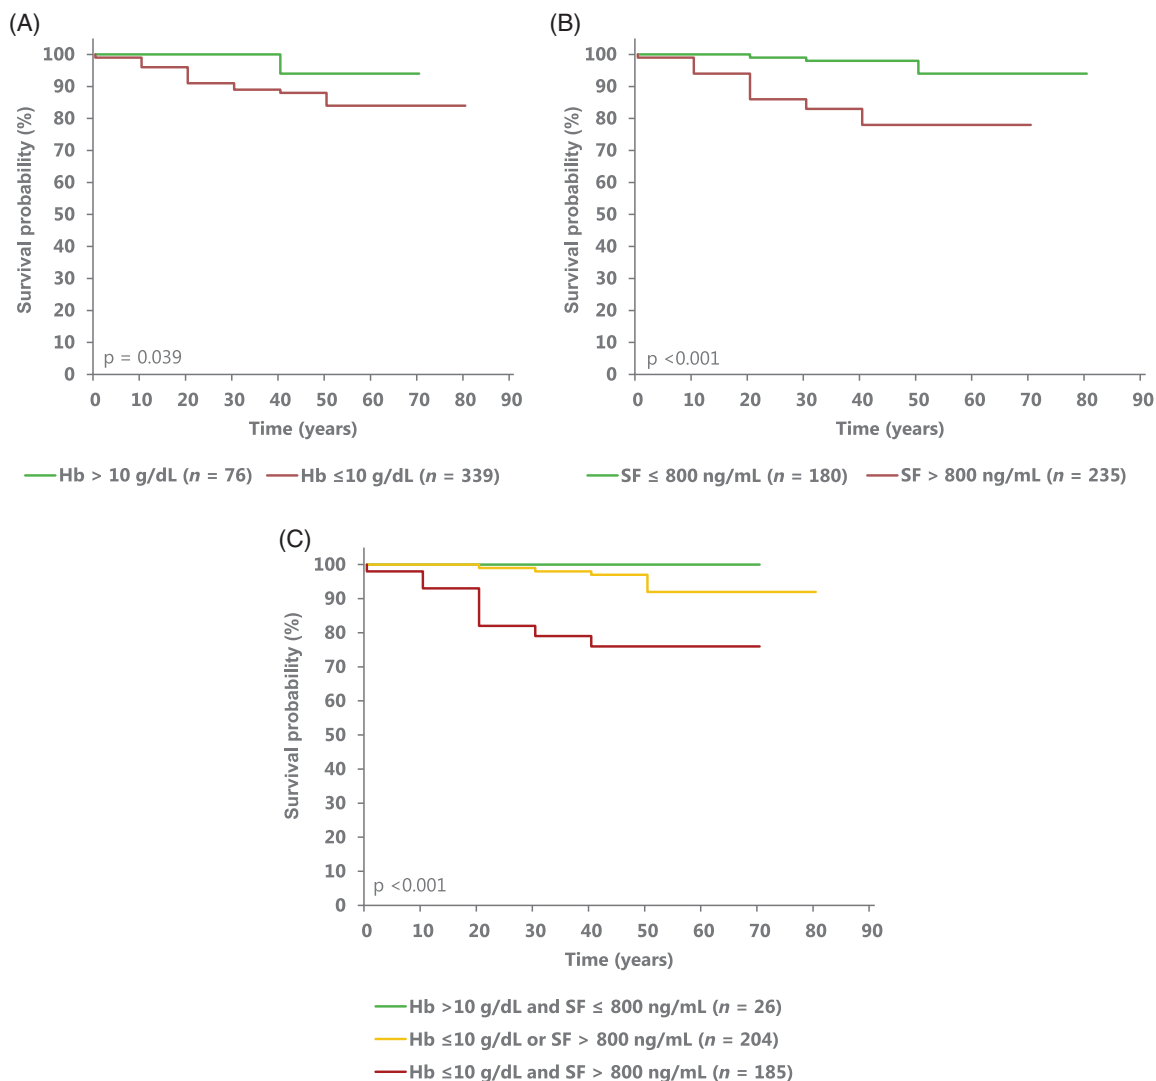 (A)
Survival probability (%)
100
90
80
70
60
50
40
30
20
10
0
p = 0.039
0 10 20 30 40 50 60 70 80 90
Time (years)
Hb > 10 g/dL (n = 76) Hb ≤10 g/dL (n = 339)
(B)
Survival probability (%)
100
90
80
70
60
50
40
30
20
10
0
p <0.001
0 10 20 30 40 50 60 70 80 90
Time (years)
SF ≤ 800 ng/mL (n = 180) SF > 800 ng/mL (n = 235)
(C)
Survival probability (%)
100
90
80
70
60
50
40
30
20
10
0
p <0.001
0 10 20 30 40 50 60 70 80 90
Time (years)
Hb >10 g/dL and SF ≤ 800 ng/mL (n = 26)
Hb ≤10 g/dL or SF > 800 ng/mL (n = 204)
Hb ≤10 g/dL and SF > 800 ng/mL (n = 185)